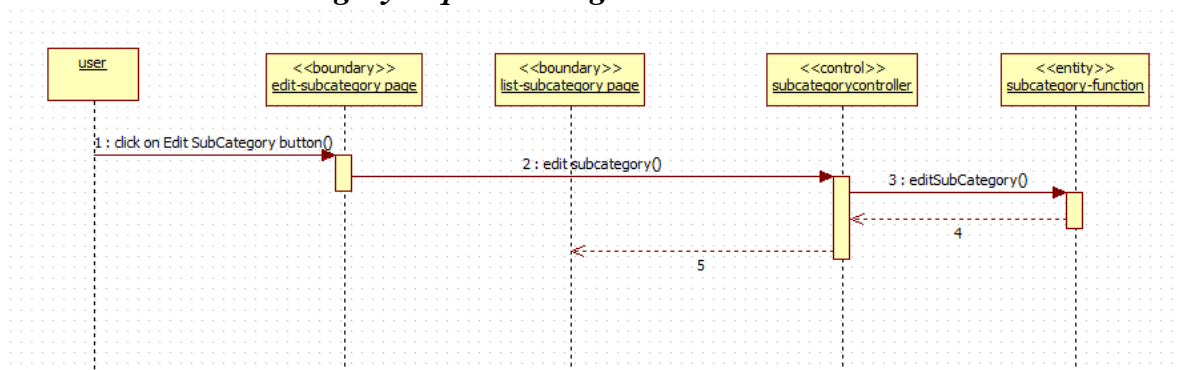 user
<<boundary>>
edit-subcategory page
<<boundary>>
list-subcategory page
<<control>>
subcategorycontroller
<<entity>>
subcategory-function
1 : click on Edit SubCategory button()
2 : edit subcategory()
3 : editSubCategory()
4
5